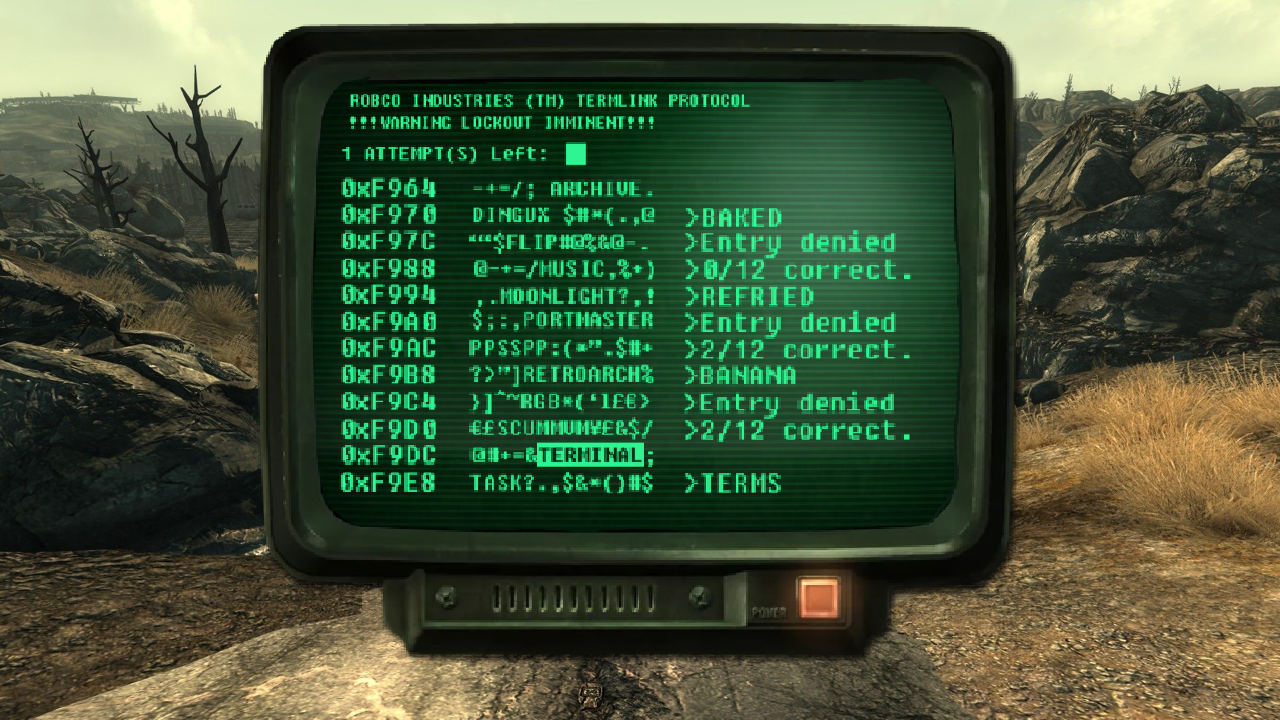 ROBCO INDUSTRIES (TM) TERMLINK PROTOCOL
!!!WARNING LOCKOUT IMMINENT!!!
1 ATTEMPT(S) Left:
0xF964 -+=/; ARCHIVE.
0xF970 DINGUX $#*(.,@ >BAKED
0xF97C """$FLIP#@%&@-. >Entry denied
0xF988 @-+=/MUSIC,%+) >0/12 correct.
0xF994 ,.MOONLIGHT?,! >REFRIED
0xF9A0 $;:,PORTMASTER >Entry denied
0xF9AC PPSSPP:(*".$#+ >2/12 correct.
0xF9B8 ?>"]RETROARCH% >BANANA
0xF9C4 }]^~RGB*('1£€> >Entry denied
0xF9D0 €£SCUMMVM¥£&$/ >2/12 correct.
0xF9DC @#+=&TERMINAL;
0xF9E8 TASK?.,$&*()#$ >TERMS
POWER